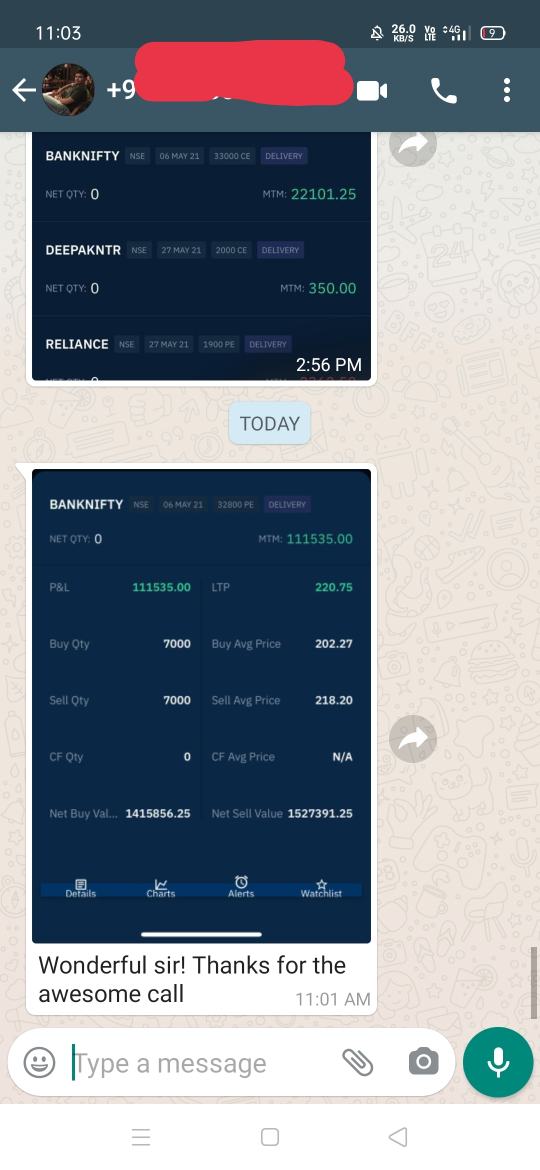 11:03
26.0 KB/S Vo LTE 4G 9
+9
BANKNIFTY NSE 06 MAY 21 33000 CE DELIVERY
NET QTY: 0 MTM: 22101.25
DEEPAKNTR NSE 27 MAY 21 2000 CE DELIVERY
NET QTY: 0 MTM: 350.00
RELIANCE NSE 27 MAY 21 1900 PE DELIVERY
2:56 PM
TODAY
BANKNIFTY NSE 06 MAY 21 32800 PE DELIVERY
NET QTY: 0 MTM: 111535.00
P&L 111535.00 LTP 220.75
Buy Qty 7000 Buy Avg Price 202.27
Sell Qty 7000 Sell Avg Price 218.20
CF Qty 0 CF Avg Price N/A
Net Buy Val... 1415856.25 Net Sell Value 1527391.25
Details Charts Alerts Watchlist
Wonderful sir! Thanks for the
awesome call
11:01 AM
Type a message